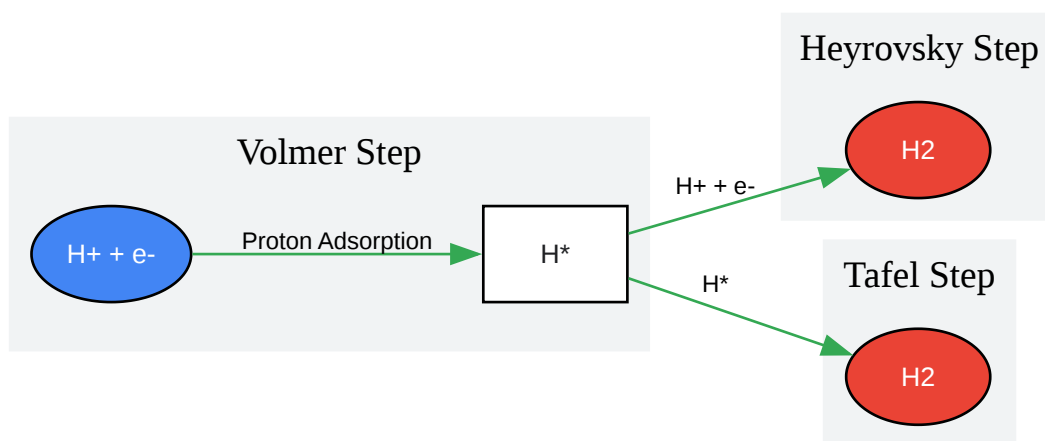 Heyrovsky Step
H2
Volmer Step
H+ + e-
Proton Adsorption
H*
H+ + e-
H*
Tafel Step
H2